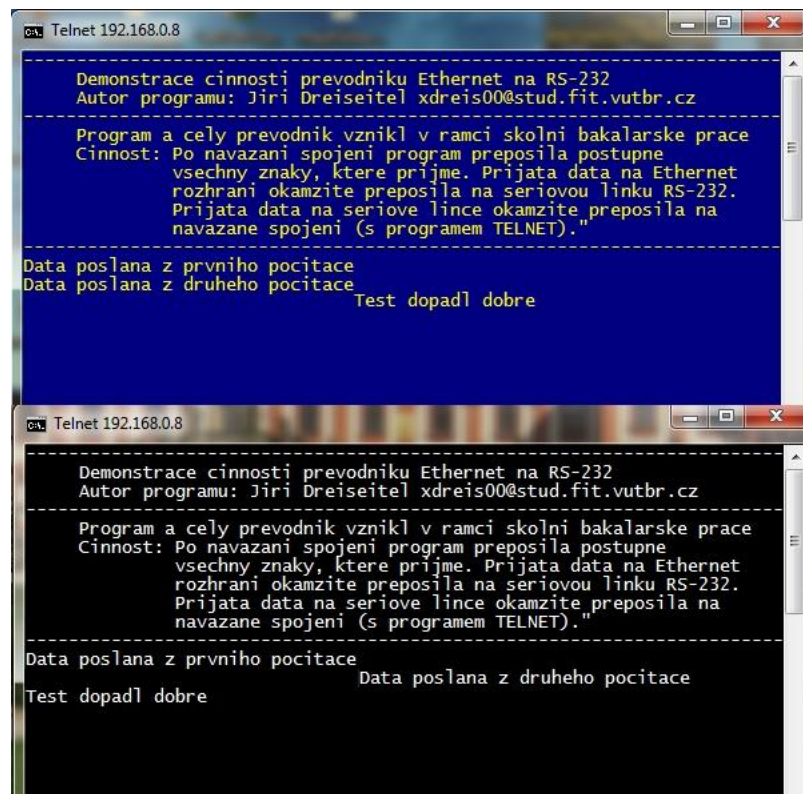 Telnet 192.168.0.8
--------------------------------------------------------------------------------
Demonstrace cinnosti prevodniku Ethernet na RS-232
Autor programu: Jiri Dreiseitel xdreis00@stud.fit.vutbr.cz
--------------------------------------------------------------------------------
Program a cely prevodnik vznikl v ramci skolni bakalarske prace
Cinnost: Po navazani spojeni program preposila postupne
vsechny znaky, ktere prijme. Prijata data na Ethernet
rozhrani okamzite preposila na seriovou linku RS-232.
Prijata data na seriove lince okamzite preposila na
navazane spojeni (s programem TELNET)."
--------------------------------------------------------------------------------
Data poslana z prvniho pocitace
Data poslana z druheho pocitace
Test dopadl dobre
Telnet 192.168.0.8
--------------------------------------------------------------------------------
Demonstrace cinnosti prevodniku Ethernet na RS-232
Autor programu: Jiri Dreiseitel xdreis00@stud.fit.vutbr.cz
--------------------------------------------------------------------------------
Program a cely prevodnik vznikl v ramci skolni bakalarske prace
Cinnost: Po navazani spojeni program preposila postupne
vsechny znaky, ktere prijme. Prijata data na Ethernet
rozhrani okamzite preposila na seriovou linku RS-232.
Prijata data na seriove lince okamzite preposila na
navazane spojeni (s programem TELNET)."
--------------------------------------------------------------------------------
Data poslana z prvniho pocitace
Data poslana z druheho pocitace
Test dopadl dobre